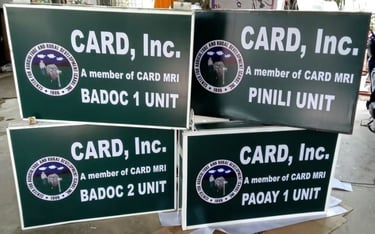 CARD, Inc.
A member of CARD MRI
BADOC 1 UNIT
CARD, Inc.
A member of CARD MRI
PINILI UNIT
CARD, Inc.
A member of CARD MRI
BADOC 2 UNIT
CARD, Inc.
A member of CARD MRI
PAOAY 1 UNIT